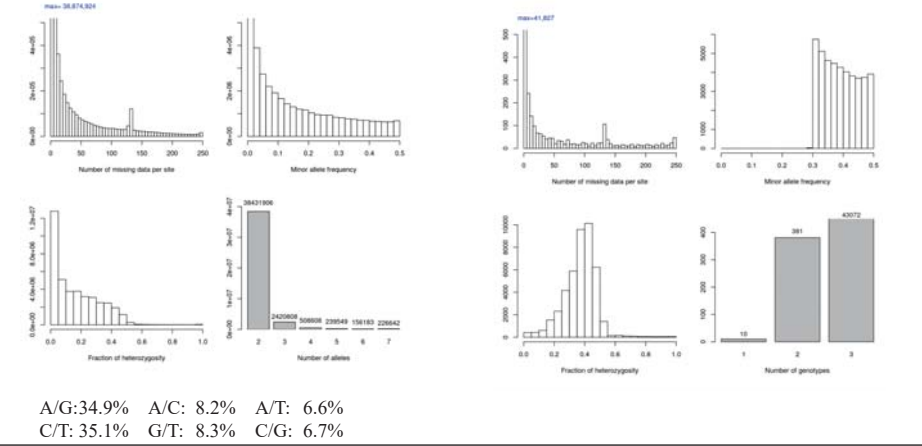 max= 38,874,924
0e+00 2e+05 4e+05
0 50 100 150 200 250
Number of missing data per site
0e+00 2e+06 4e+06
0.0 0.1 0.2 0.3 0.4 0.5
Minor allele frequency
max=41,827
0 100 200 300 400 500
0 50 100 150 200 250
Number of missing data per site
0 1000 3000 5000
0.0 0.1 0.2 0.3 0.4 0.5
Minor allele frequency
0.0e+00 4.0e+06 8.0e+06 1.2e+07
0.0 0.2 0.4 0.6 0.8 1.0
Fraction of heterozygosity
0e+00 1e+07 2e+07 3e+07 4e+07
38431906 2420808 508608 239549 156183 226642
2 3 4 5 6 7
Number of alleles
0 2000 4000 6000 8000 10000
0.0 0.2 0.4 0.6 0.8 1.0
Fraction of heterozygosity
0 100 200 300 400
10 381 43072
1 2 3
Number of genotypes
A/G:34.9% A/C: 8.2% A/T: 6.6%
C/T: 35.1% G/T: 8.3% C/G: 6.7%